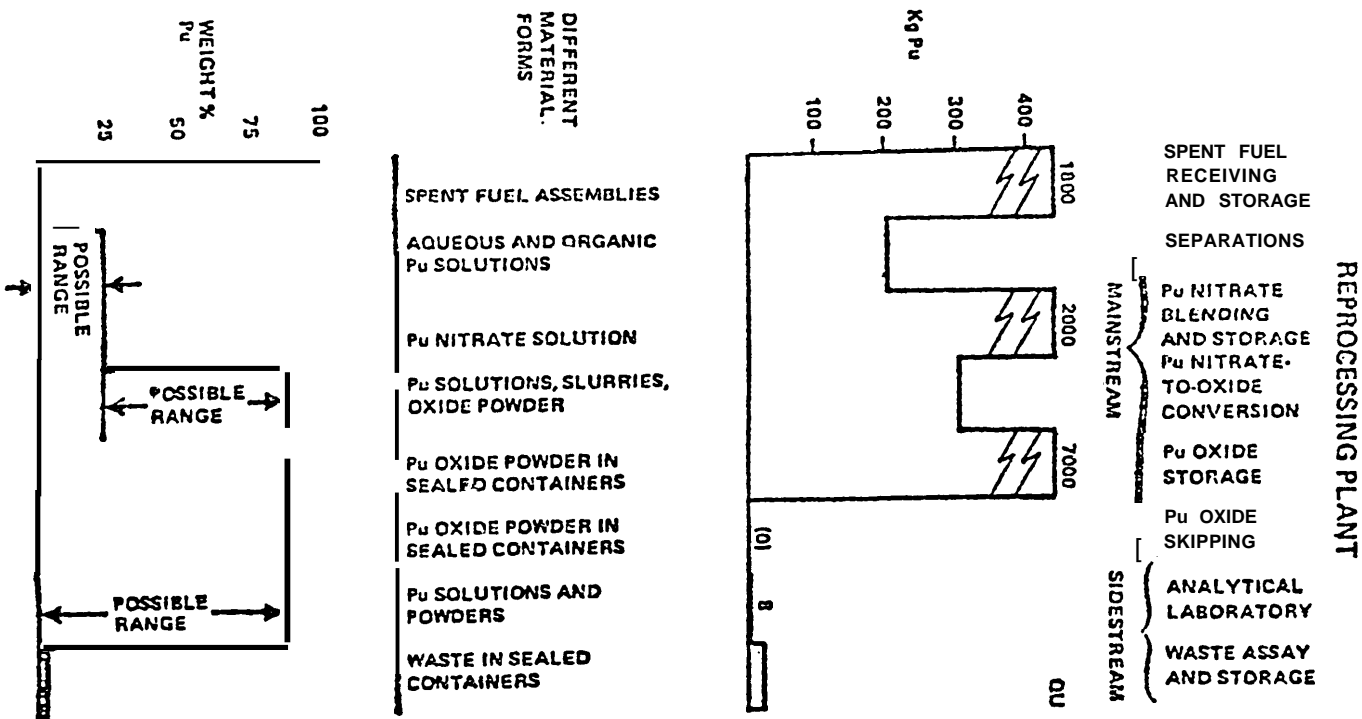 REPROCESSING PLANT
SPENT FUEL
RECEIVING
AND STORAGE
SEPARATIONS
MAINSTREAM
Pu NITRATE
BLENDING
AND STORAGE
Pu NITRATE-
TO-OXIDE
CONVERSION
Pu OXIDE
STORAGE
Pu OXIDE
SKIPPING
SIDESTREAM
ANALYTICAL
LABORATORY
WASTE ASSAY
AND STORAGE
Kg Pu
400
300
200
100
1800
2000
7000
(0)
8
DIFFERENT
MATERIAL.
FORMS
SPENT FUEL ASSEMBLIES
AQUEOUS AND ORGANIC
Pu SOLUTIONS
Pu NITRATE SOLUTION
Pu SOLUTIONS, SLURRIES,
OXIDE POWDER
Pu OXIDE POWDER IN
SEALED CONTAINERS
Pu OXIDE POWDER IN
SEALED CONTAINERS
Pu SOLUTIONS AND
POWDERS
WASTE IN SEALED
CONTAINERS
WEIGHT %
Pu
100
75
50
25
POSSIBLE
RANGE
POSSIBLE
RANGE
POSSIBLE
RANGE